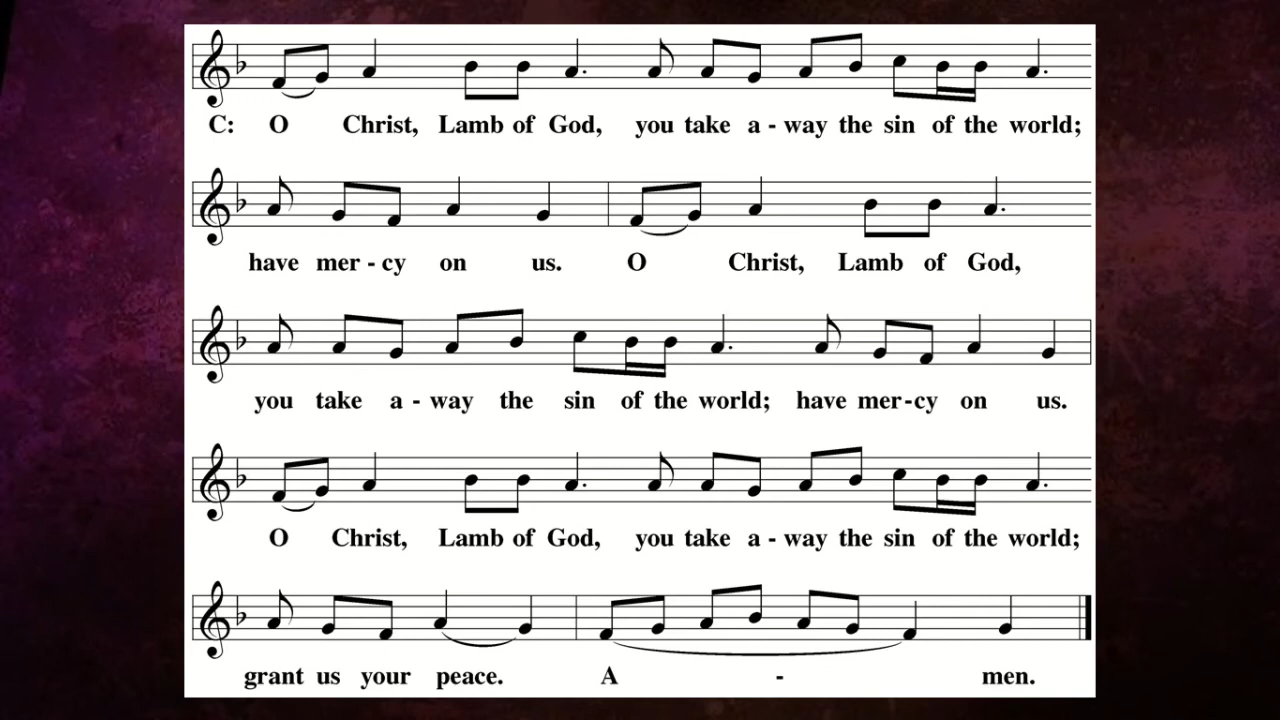 C: O Christ, Lamb of God, you take a - way the sin of the world;
have mer - cy on us. O Christ, Lamb of God,
you take a - way the sin of the world; have mer - cy on us.
O Christ, Lamb of God, you take a - way the sin of the world;
grant us your peace. A - men.